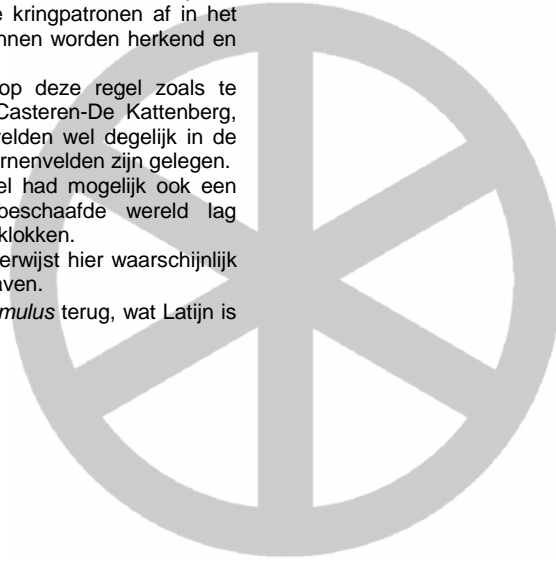 kringpatronen af in het
nnen worden herkend en
op deze regel zoals te
Casteren-De Kattenberg,
elden wel degelijk in de
rnenvelden zijn gelegen.
el had mogelijk ook een
beschaafde wereld lag
klokken.
erwijst hier waarschijnlijk
aven.
mulus terug, wat Latijn is